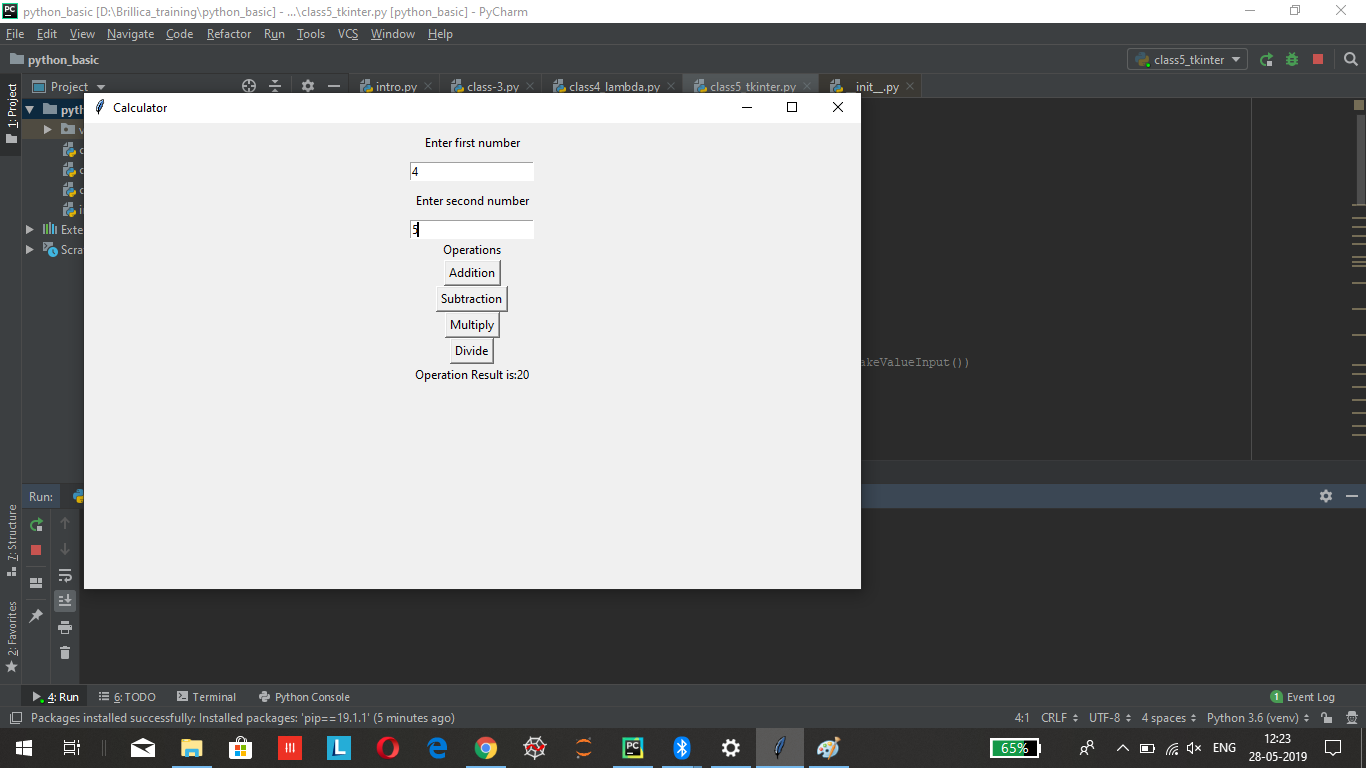 python_basic [D:\Brillica_training\python_basic] - ...\class5_tkinter.py [python_basic] - PyCharm
File Edit View Navigate Code Refactor Run Tools VCS Window Help
python_basic class5_tkinter
1: Project Project intro.py class-3.py class4_lambda.py class5_tkinter.py __init__.py
Calculator
Enter first number
4
Enter second number
5
Operations
Addition
Subtraction
Multiply
Divide
Operation Result is:20
pyth
Exte
Scra
akeValueInput())
Run:
7: Structure
2: Favorites
4: Run 6: TODO Terminal Python Console 1 Event Log
Packages installed successfully: Installed packages: 'pip==19.1.1' (5 minutes ago) 4:1 CRLF UTF-8 4 spaces Python 3.6 (venv)
65% ENG 12:23
28-05-2019